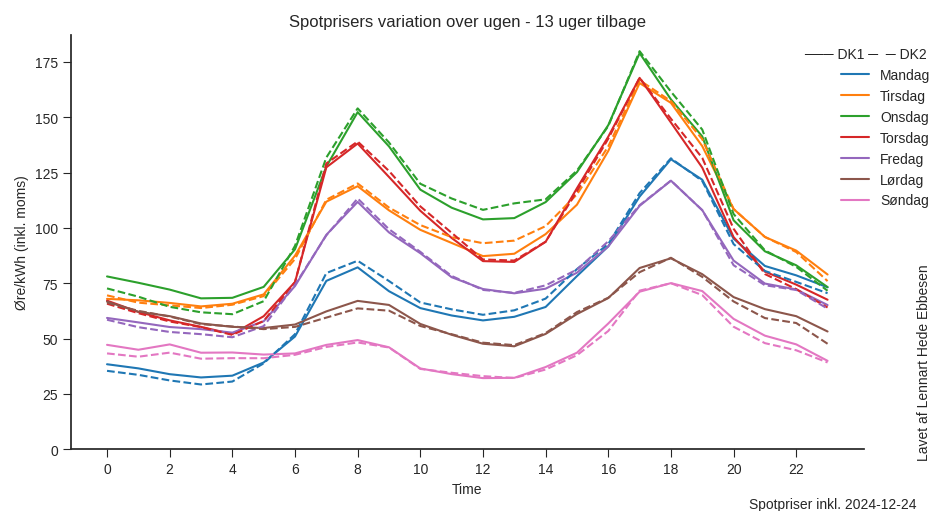 Spotprisers variation over ugen - 13 uger tilbage
DK1 DK2
Mandag
Tirsdag
Onsdag
Torsdag
Fredag
Lørdag
Søndag
Øre/kWh (inkl. moms)
175
150
125
100
75
50
25
0
0 2 4 6 8 10 12 14 16 18 20 22
Time
Lavet af Lennart Hede Ebbesen
Spotpriser inkl. 2024-12-24